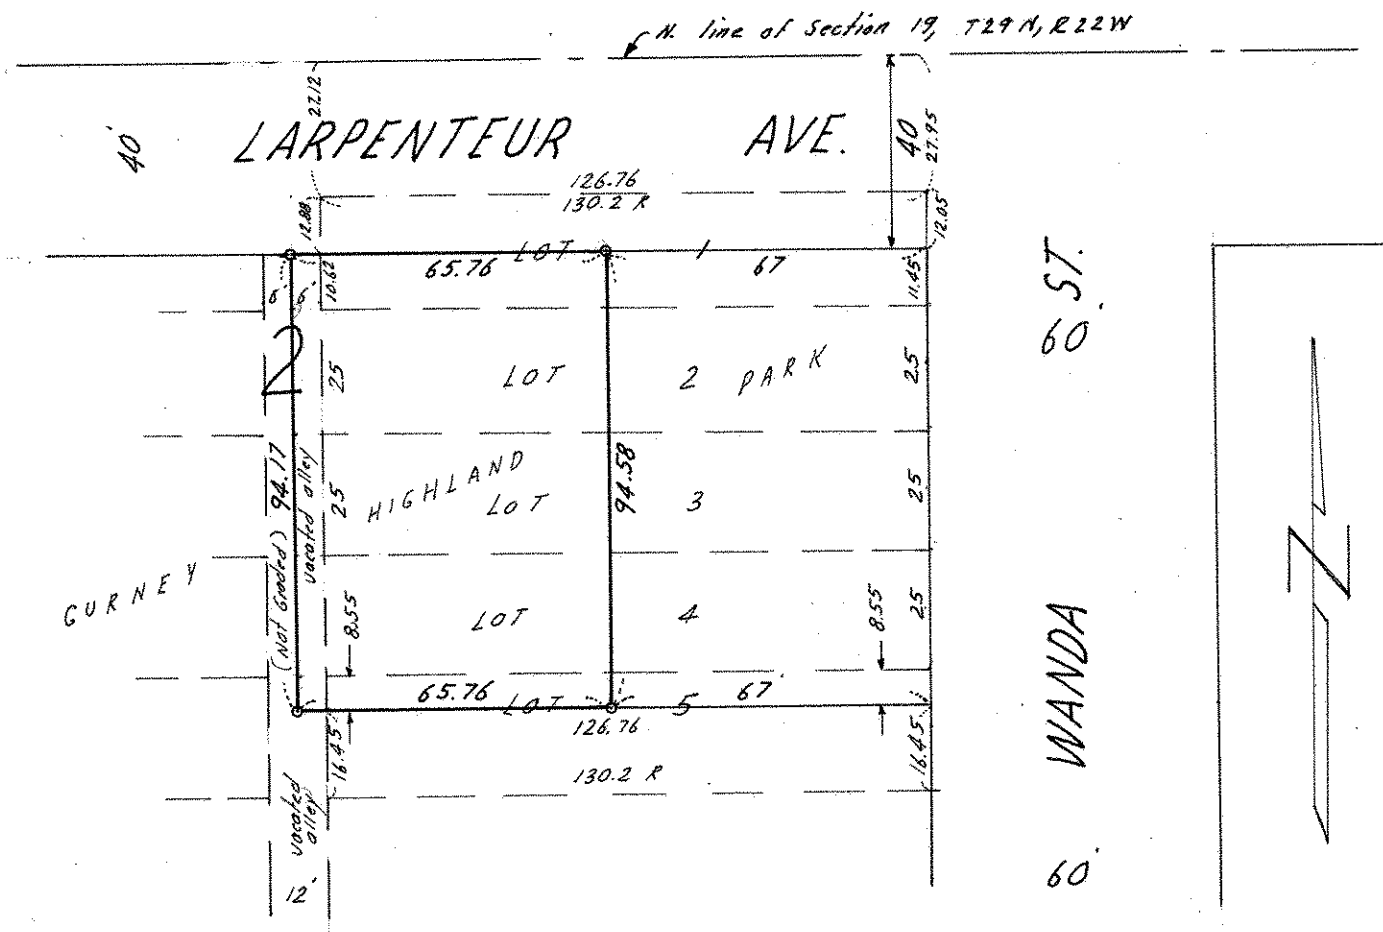 N. line of Section 19, T29N, R22W
27.12
40'
LARPENTEUR AVE.
40
27.95
126.76
130.2 R
12.88
12.05
LOT 1
65.76
67
6' 6'
10.62
11.45
ST.
60'
2
25
LOT 2
PARK
25
94.17
vacated alley
25
HIGHLAND
LOT 3
94.58
25
GURNEY
(Not Graded)
8.55
LOT 4
8.55
25
WANDA
65.76
LOT 5
67
126.76
16.45
16.45
130.2 R
vacated
alley
12'
60'
N